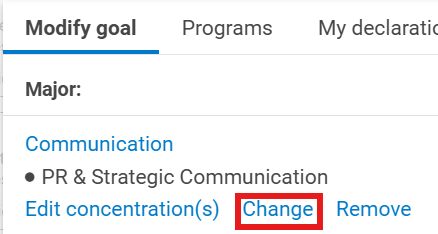 Modify goal Programs My declaratio
Major:
Communication
● PR & Strategic Communication
Edit concentration(s) Change Remove